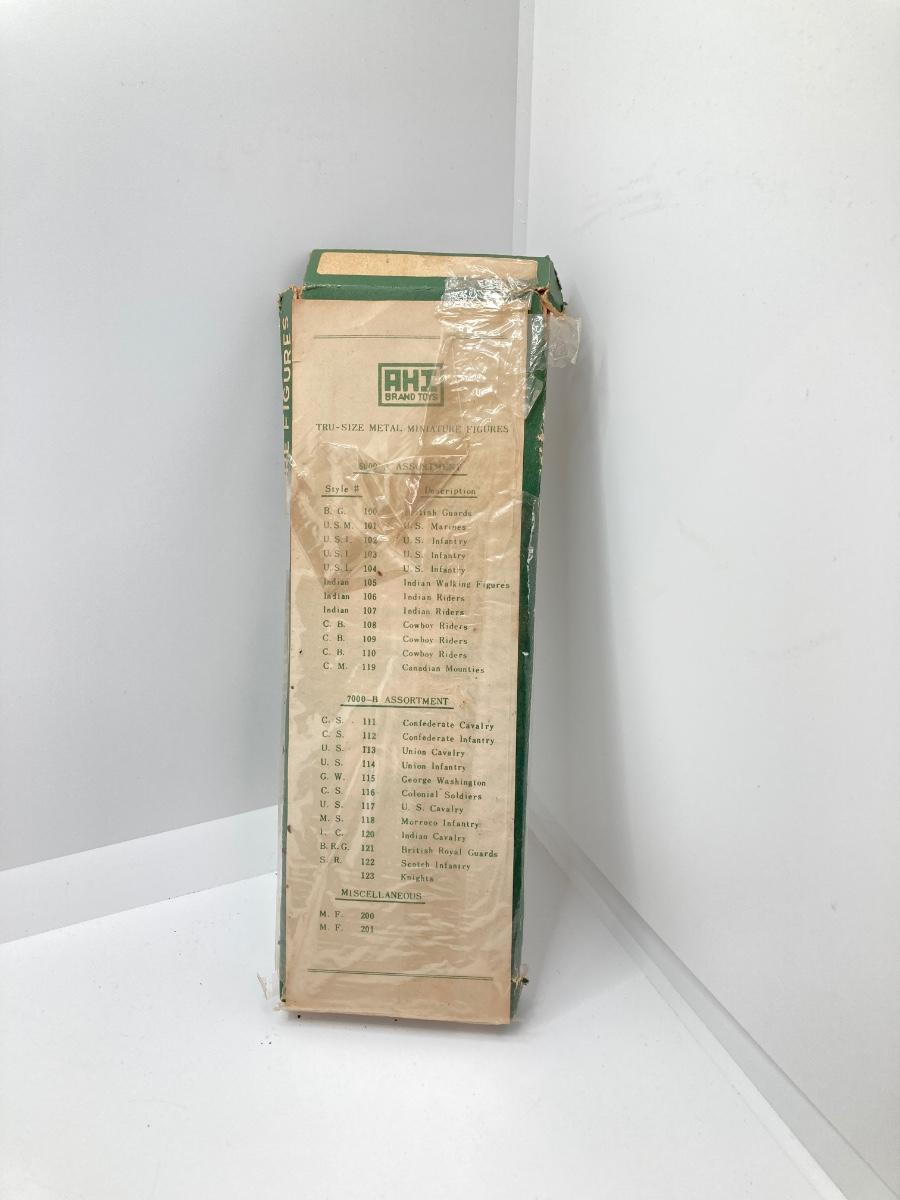 E FIGURES
AHI
BRAND TOYS
TRU-SIZE METAL MINIATURE FIGURES
ASSORTMENT
Style # Description
B. G. 100 Guards
U.S.M. 101 U.S. Marines
U.S.I. 102 U.S. Infantry
U.S.I. 103 U.S. Infantry
U.S.I. 104 U.S. Infantry
Indian 105 Indian Walking Figures
Indian 106 Indian Riders
Indian 107 Indian Riders
C. B. 108 Cowboy Riders
C. B. 109 Cowboy Riders
C. B. 110 Cowboy Riders
C. M. 119 Canadian Mounties
7000-B ASSORTMENT
C. S. 111 Confederate Cavalry
C. S. 112 Confederate Infantry
U. S. 113 Union Cavalry
U. S. 114 Union Infantry
G. W. 115 George Washington
C. S. 116 Colonial Soldiers
U. S. 117 U. S. Cavalry
M. S. 118 Morroco Infantry
I. C. 120 Indian Cavalry
B.R.G. 121 British Royal Guards
S. R. 122 Scotch Infantry
123 Knights
MISCELLANEOUS
M. F. 200
M. F. 201